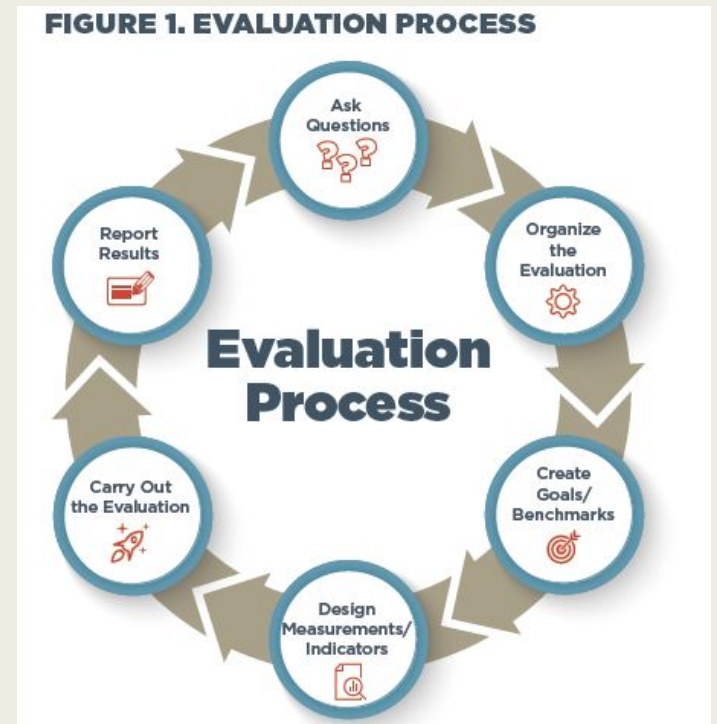 FIGURE 1. EVALUATION PROCESS
Ask
Questions
Organize
the
Evaluation
Create
Goals/
Benchmarks
Design
Measurements/
Indicators
Carry Out
the Evaluation
Report
Results
Evaluation
Process